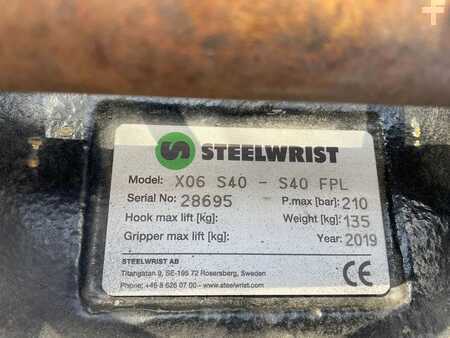 STEELWRIST
Model: X06 S40 - S40 FPL
Serial No: 28695 P.max [bar]: 210
Hook max lift [kg]: Weight [kg]: 135
Gripper max lift [kg]: Year: 2019
STEELWRIST AB
Titangatan 9, SE-195 72 Rosersberg, Sweden
Phone: +46 8 626 07 00 - www.steelwrist.com CE